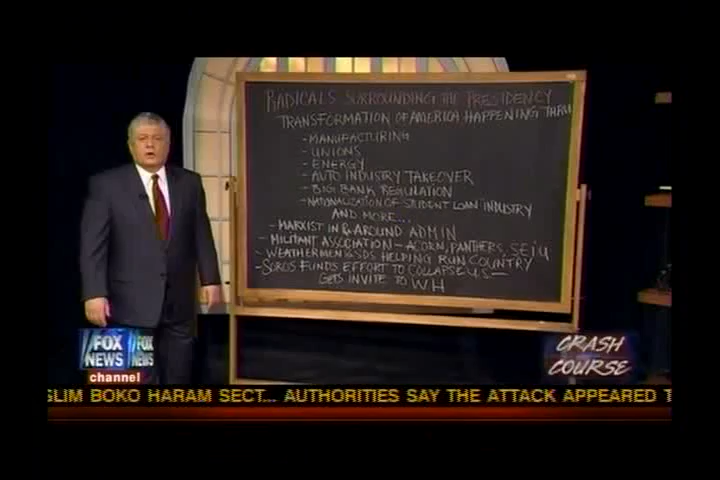 RADICALS SURROUNDING THE PRESIDENCY
TRANSFORMATION OF AMERICA HAPPENING THRU
- MANUFACTURING
- UNIONS
- ENERGY
- AUTO INDUSTRY TAKEOVER
- BIG BANK REGULATION
- NATIONALIZATION OF STUDENT LOAN INDUSTRY
AND MORE...
- MARXIST IN & AROUND ADMIN
- MILITANT ASSOCIATION - ACORN, PANTHERS, SEIU
- WEATHERMEN & SDS HELPING RUN COUNTRY
- SOROS FUNDS EFFORT TO COLLAPSE US -
GETS INVITE TO WH
FOX NEWS
FOX NEWS
channel
CRASH COURSE
SLIM BOKO HARAM SECT... AUTHORITIES SAY THE ATTACK APPEARED T